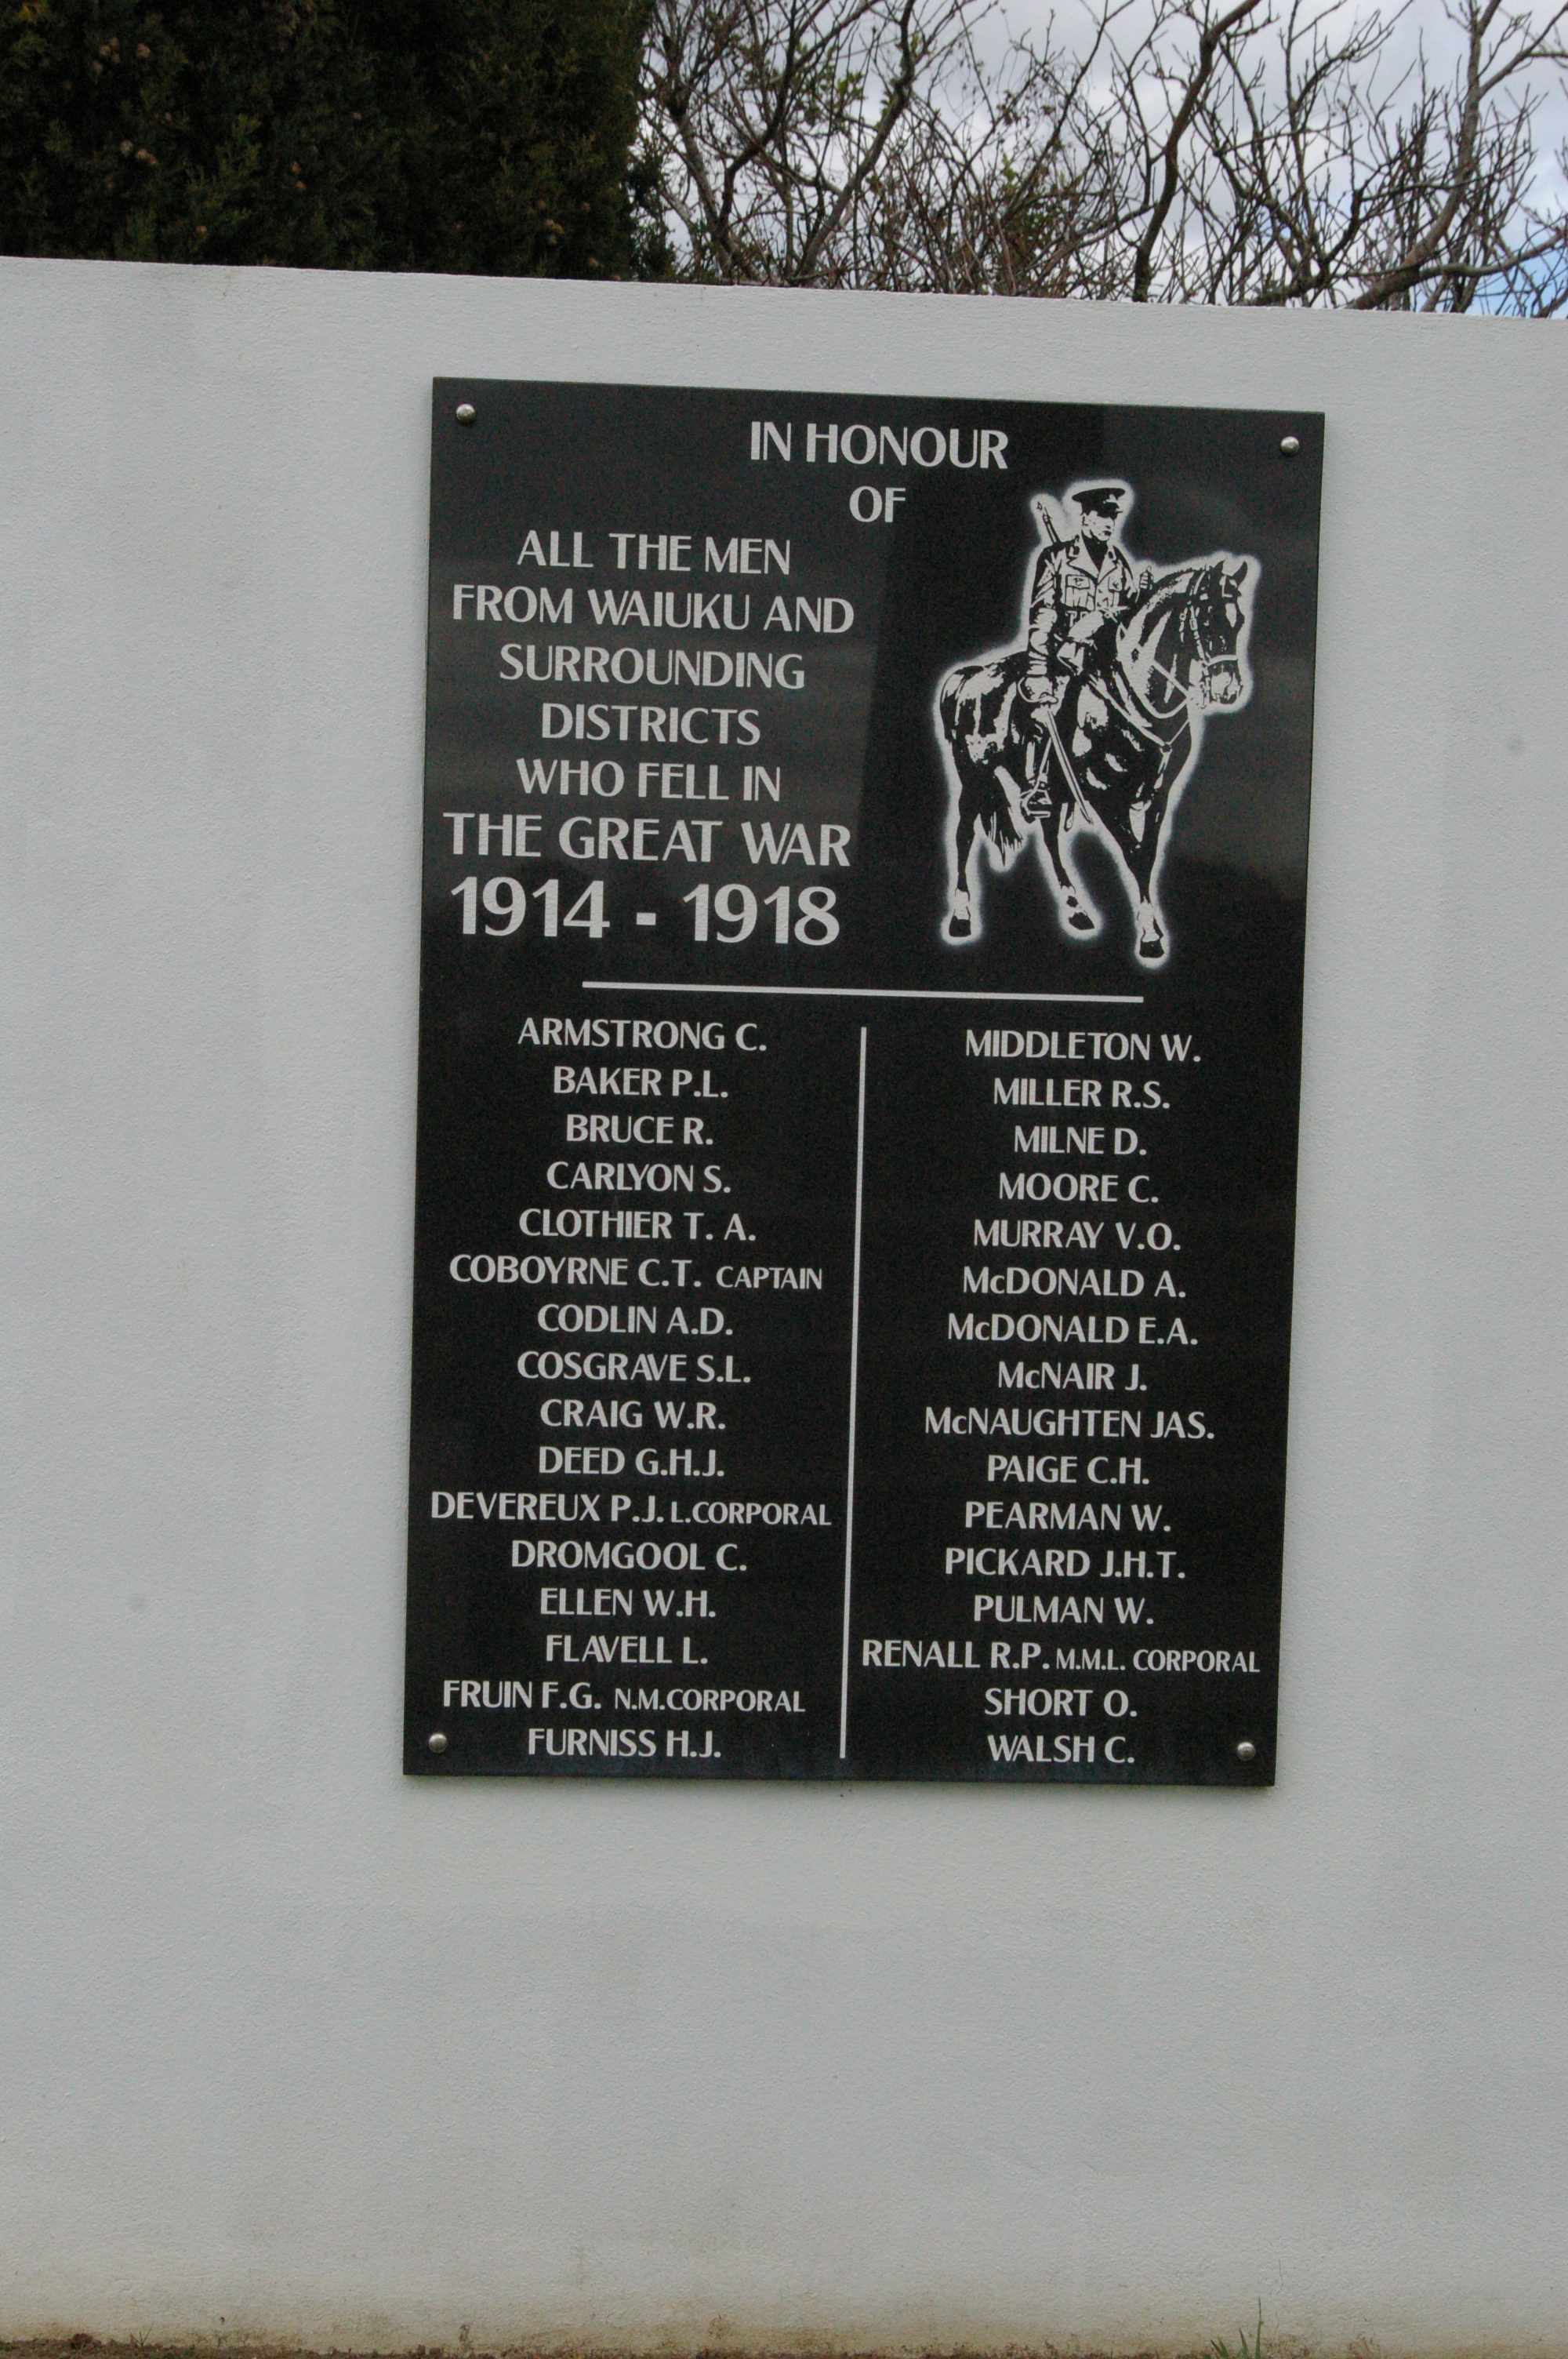 IN HONOUR
OF
ALL THE MEN
FROM WAIUKU AND
SURROUNDING
DISTRICTS
WHO FELL IN
THE GREAT WAR
1914 - 1918
ARMSTRONG C.
BAKER P.L.
BRUCE R.
CARLYON S.
CLOTHIER T. A.
COBOYRNE C.T. CAPTAIN
CODLIN A.D.
COSGRAVE S.L.
CRAIG W.R.
DEED G.H.J.
DEVEREUX P.J. L.CORPORAL
DROMGOOL C.
ELLEN W.H.
FLAVELL L.
FRUIN F.G. N.M.CORPORAL
FURNISS H.J.
MIDDLETON W.
MILLER R.S.
MILNE D.
MOORE C.
MURRAY V.O.
McDONALD A.
McDONALD E.A.
McNAIR J.
McNAUGHTEN JAS.
PAIGE C.H.
PEARMAN W.
PICKARD J.H.T.
PULMAN W.
RENALL R.P. M.M.L. CORPORAL
SHORT O.
WALSH C.